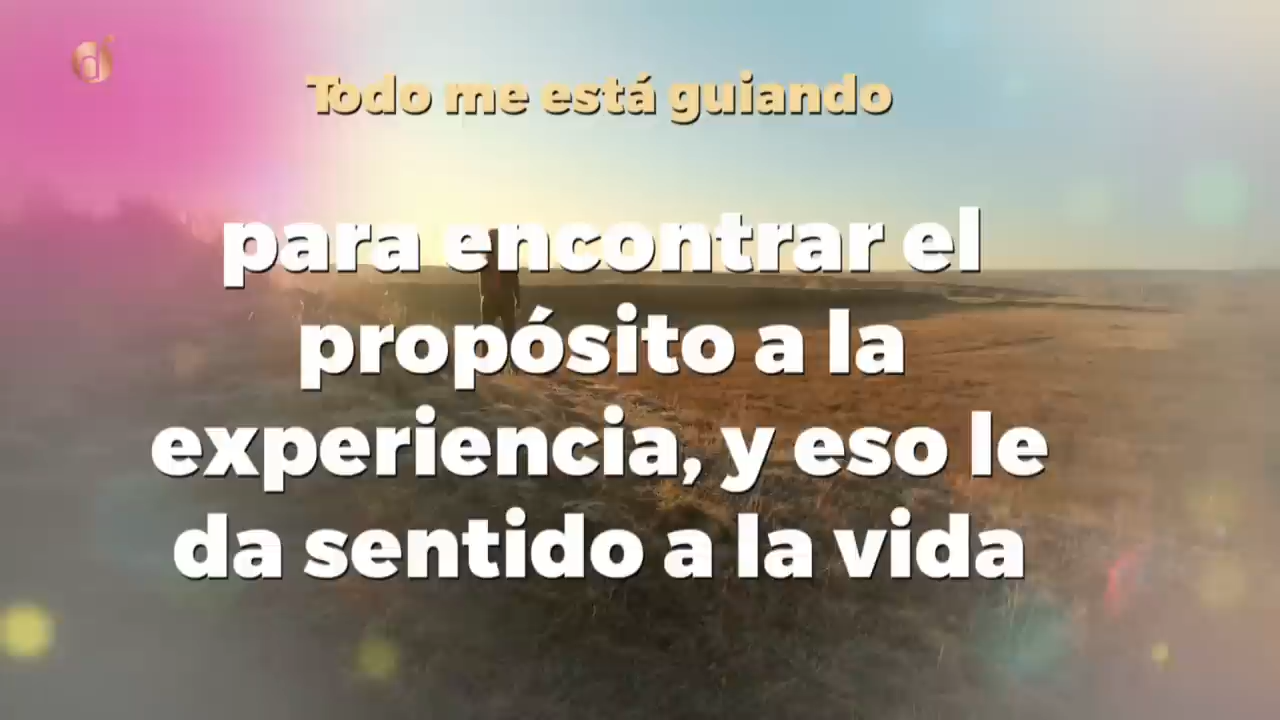 Todo me está guiando
para encontrar el
propósito a la
experiencia, y eso le
da sentido a la vida